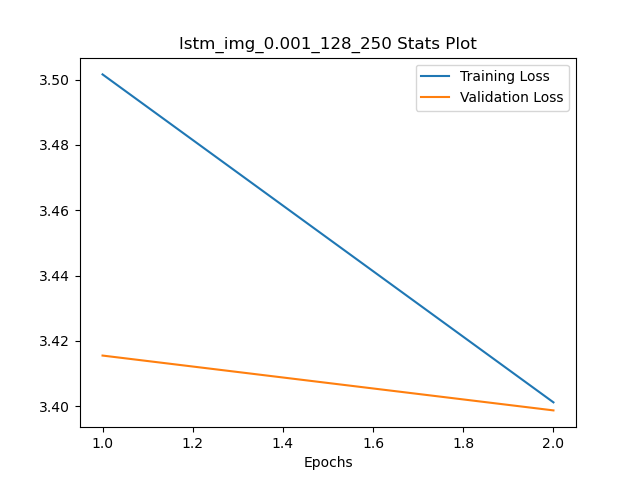 lstm_img_0.001_128_250 Stats Plot
Training Loss
Validation Loss
3.50
3.48
3.46
3.44
3.42
3.40
1.0 1.2 1.4 1.6 1.8 2.0
Epochs